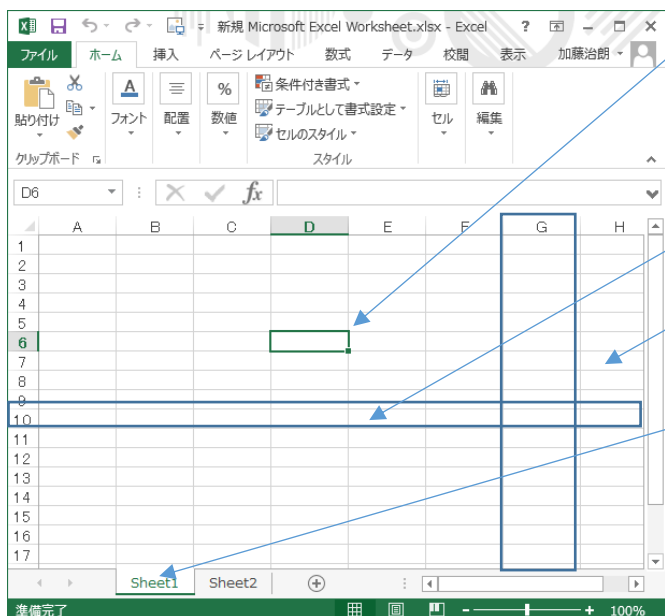 新規 Microsoft Excel Worksheet.xlsx - Excel
ファイル ホーム 挿入 ページ レイアウト 数式 データ 校閲 表示 加藤治朗
貼り付け フォント 配置 % 数値 条件付き書式 セル 編集
テーブルとして書式設定
セルのスタイル
クリップボード スタイル
D6 fx
A B C D E F G H
1
2
3
4
5
6
7
8
9
10
11
12
13
14
15
16
17
Sheet1 Sheet2
準備完了 100%